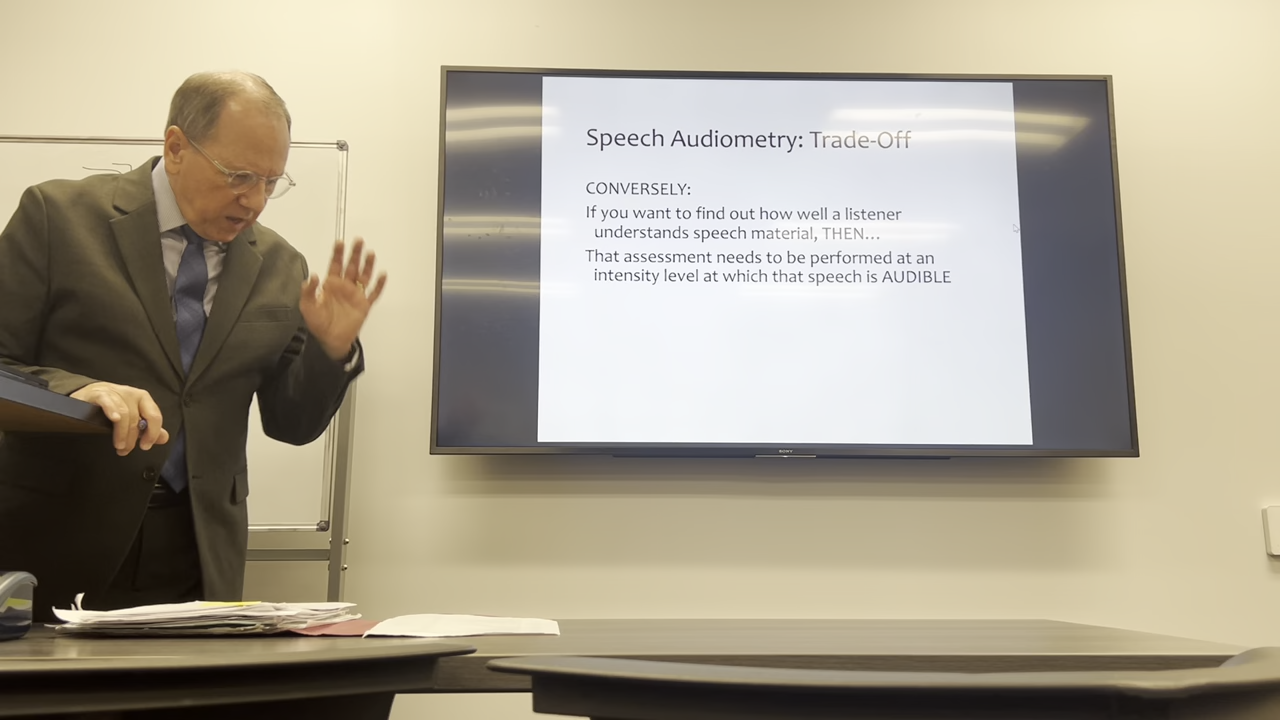 Speech Audiometry: Trade-Off
CONVERSELY:
If you want to find out how well a listener
understands speech material, THEN...
That assessment needs to be performed at an
intensity level at which that speech is AUDIBLE
SONY